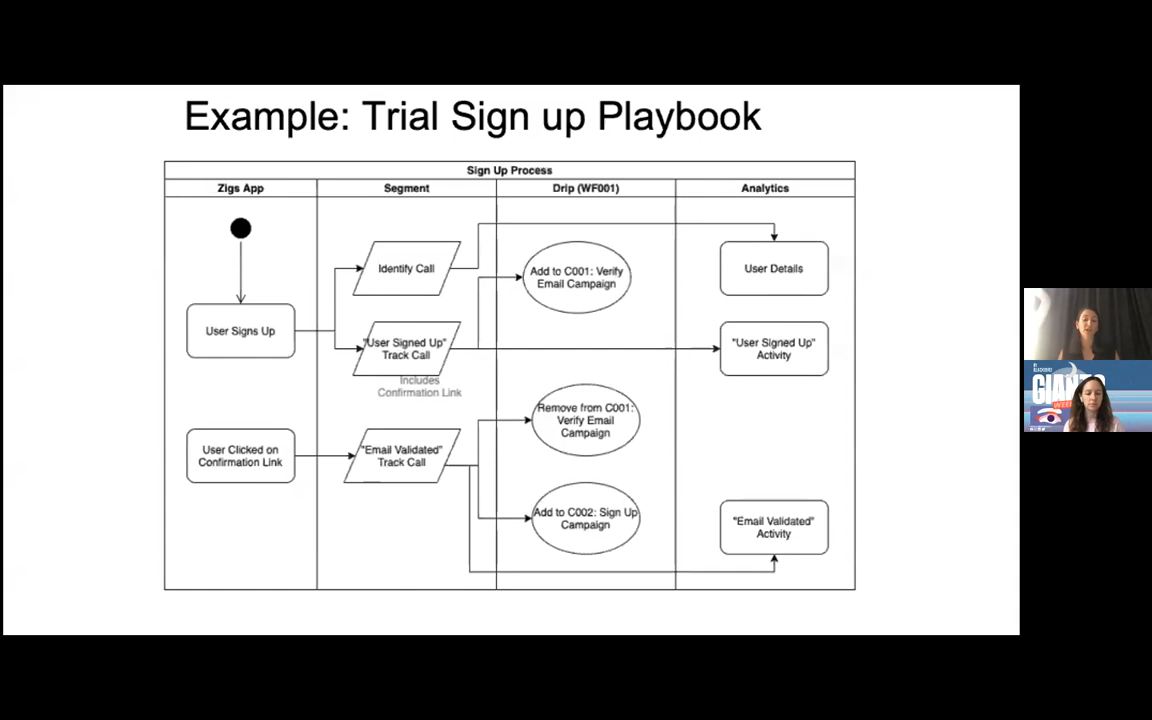 Example: Trial Sign up Playbook
Sign Up Process
Zigs App
Segment
Drip (WF001)
Analytics
Identify Call
Add to C001: Verify
Email Campaign
User Details
User Signs Up
"User Signed Up"
Track Call
"User Signed Up"
Activity
Includes
Confirmation Link
Remove from C001:
Verify Email
Campaign
User Clicked on
Confirmation Link
"Email Validated"
Track Call
Add to C002: Sign Up
Campaign
"Email Validated"
Activity